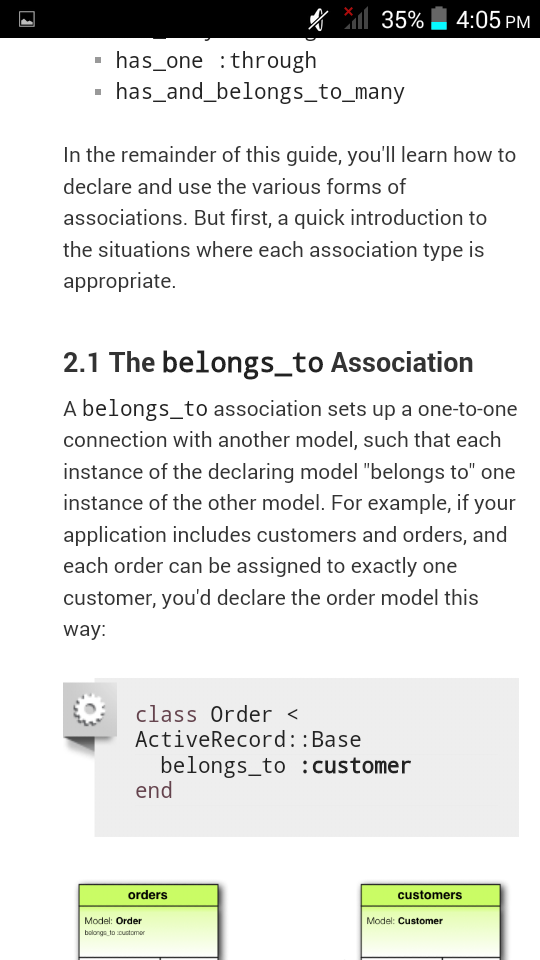 35% 4:05 PM
has_one :through
has_and_belongs_to_many
In the remainder of this guide, you'll learn how to
declare and use the various forms of
associations. But first, a quick introduction to
the situations where each association type is
appropriate.
2.1 The belongs_to Association
A belongs_to association sets up a one-to-one
connection with another model, such that each
instance of the declaring model "belongs to" one
instance of the other model. For example, if your
application includes customers and orders, and
each order can be assigned to exactly one
customer, you'd declare the order model this
way:
class Order <
ActiveRecord::Base
belongs_to :customer
end
orders
Model: Order
belongs_to :customer
customers
Model: Customer